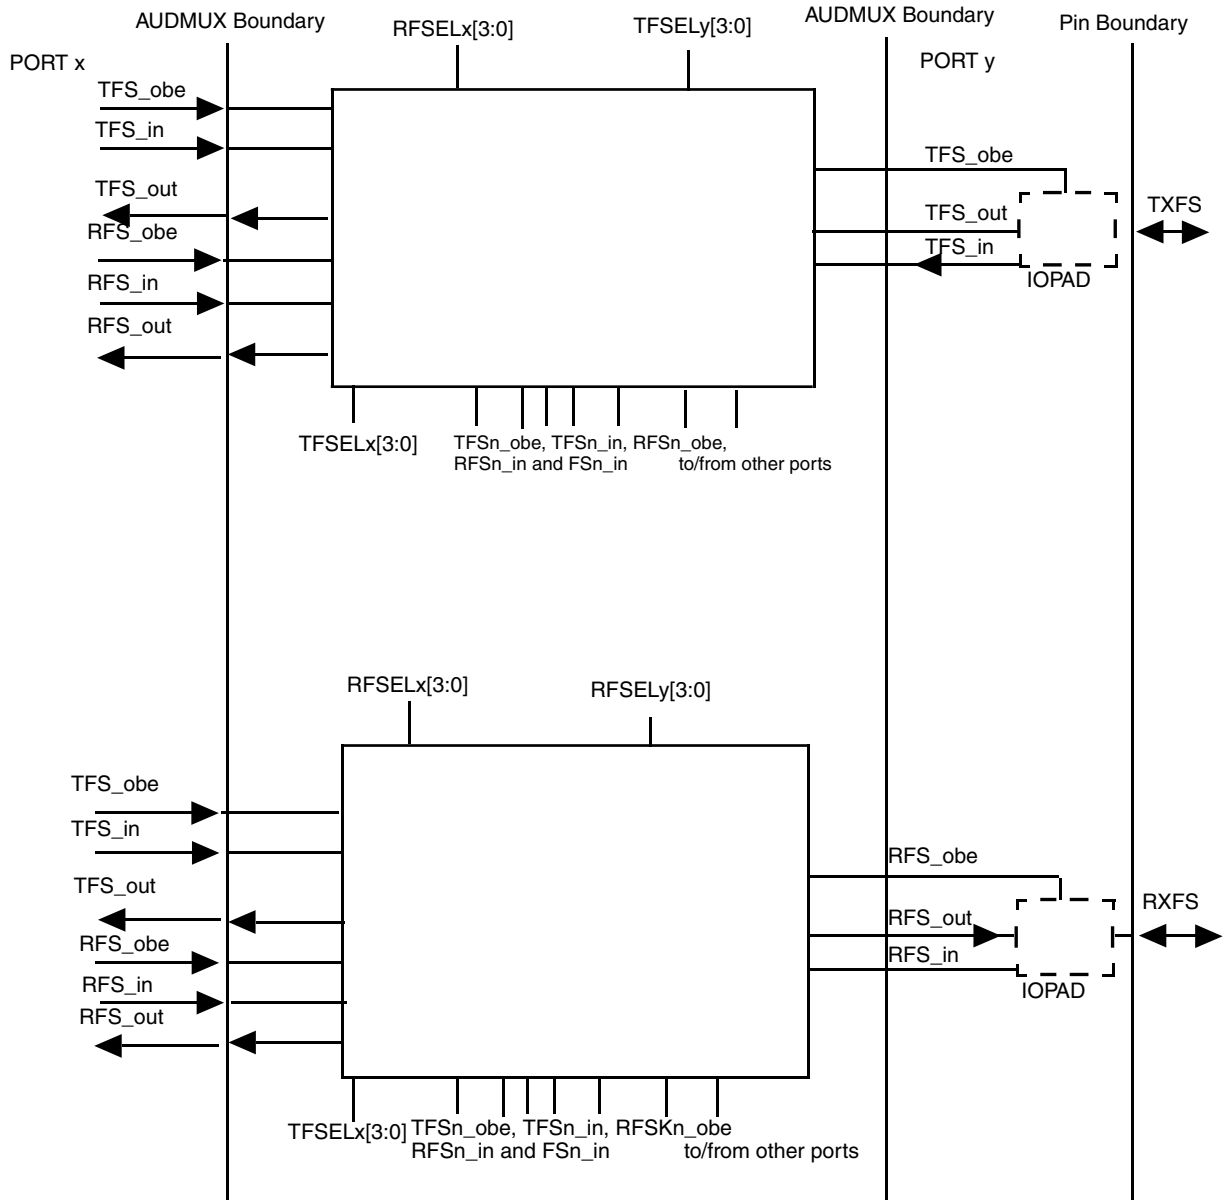 AUDMUX Boundary
RFSELx[3:0]
TFSELy[3:0]
AUDMUX Boundary
Pin Boundary
PORT x
PORT y
TFS_obe
TFS_in
TFS_out
RFS_obe
RFS_in
RFS_out
TFS_obe
TFS_out
TFS_in
IOPAD
TXFS
TFSELx[3:0]
TFSn_obe, TFSn_in, RFSn_obe,
RFSn_in and FSn_in
to/from other ports
RFSELx[3:0]
RFSELy[3:0]
TFS_obe
TFS_in
TFS_out
RFS_obe
RFS_in
RFS_out
RFS_obe
RFS_out
RFS_in
IOPAD
RXFS
TFSELx[3:0]
TFSn_obe, TFSn_in, RFSKn_obe
RFSn_in and FSn_in
to/from other ports